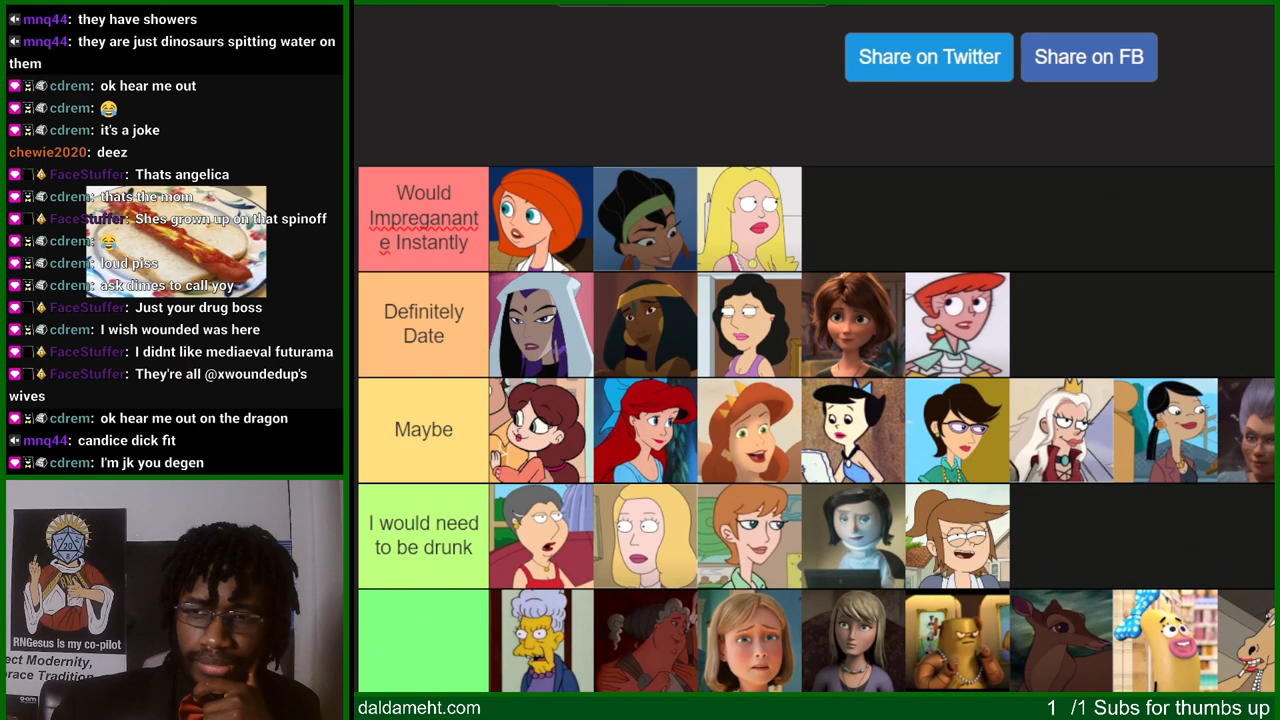 mnq44: they have showers
mnq44: they are just dinosaurs spitting water on
them
cdrem: ok hear me out
cdrem: 😂
cdrem: it's a joke
chewie2020: deez
FaceStuffer: Thats angelica
cdrem: thats the mom
FaceStuffer: Shes grown up on that spinoff
cdrem: 😂
cdrem: loud piss
cdrem: ask dimes to call yoy
FaceStuffer: Just your drug boss
cdrem: I wish wounded was here
FaceStuffer: I didnt like mediaeval futurama
FaceStuffer: They're all @xwoundedup's
wives
cdrem: ok hear me out on the dragon
mnq44: candice dick fit
cdrem: I'm jk you degen
20
RNGesus is my co-pilot
ect Modernity,
brace Tradition
Share on Twitter
Share on FB
Would
Impreganant
e Instantly
Definitely
Date
Maybe
I would need
to be drunk
daldameht.com
1 /1 Subs for thumbs up